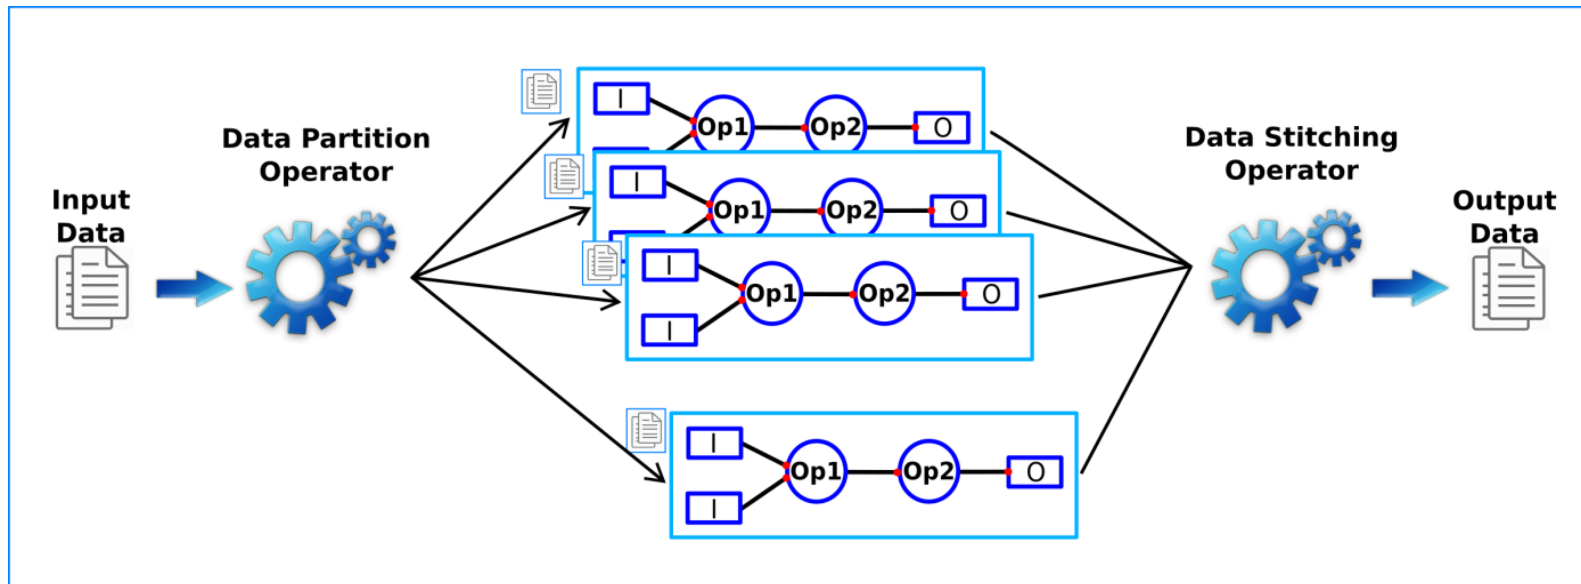 Input
Data
Data Partition
Operator
I
Op1
Op2
O
I
Op1
Op2
O
I
I
Op1
Op2
O
I
I
Op1
Op2
O
Data Stitching
Operator
Output
Data